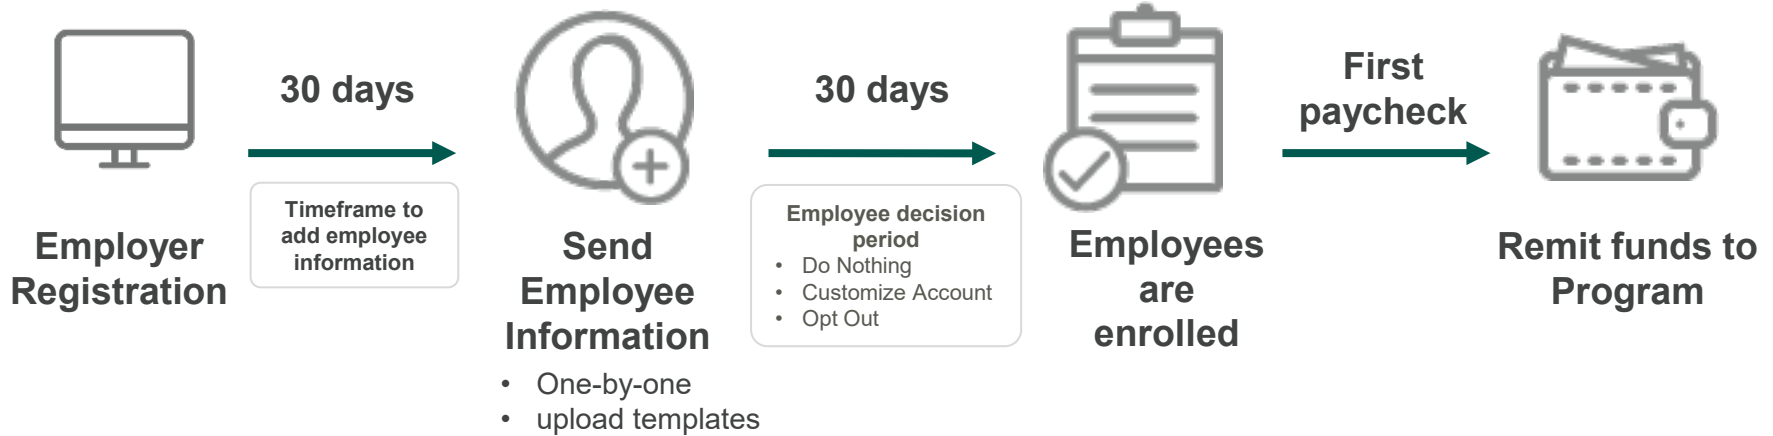 Employer
Registration
30 days
Timeframe to
add employee
information
Send
Employee
Information
• One-by-one
• upload templates
30 days
Employee decision
period
• Do Nothing
• Customize Account
• Opt Out
Employees
are
enrolled
First
paycheck
Remit funds to
Program